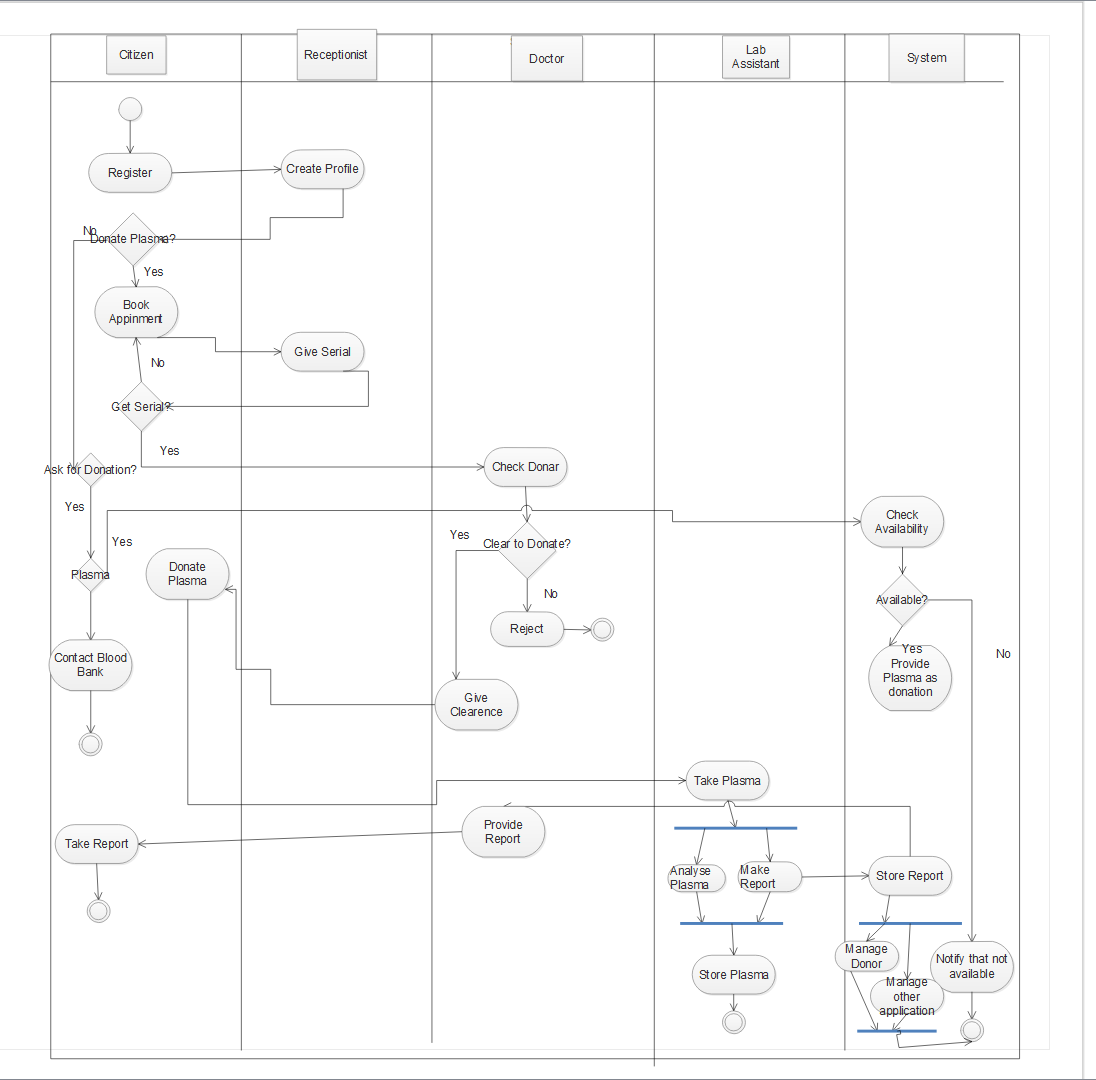 Citizen
Receptionist
Doctor
Lab
Assistant
System
Register
Create Profile
No
Donate Plasma?
Yes
Book
Appinment
Give Serial
No
Get Serial?
Yes
Ask for Donation?
Check Donar
Yes
Check
Availability
Yes
Yes
Clear to Donate?
Plasma
Donate
Plasma
No
Available?
Reject
Yes
No
Contact Blood
Bank
Provide
Plasma as
donation
Give
Clearence
Take Plasma
Provide
Report
Take Report
Analyse
Plasma
Make
Report
Store Report
Manage
Donor
Notify that not
available
Store Plasma
Manage
other
application